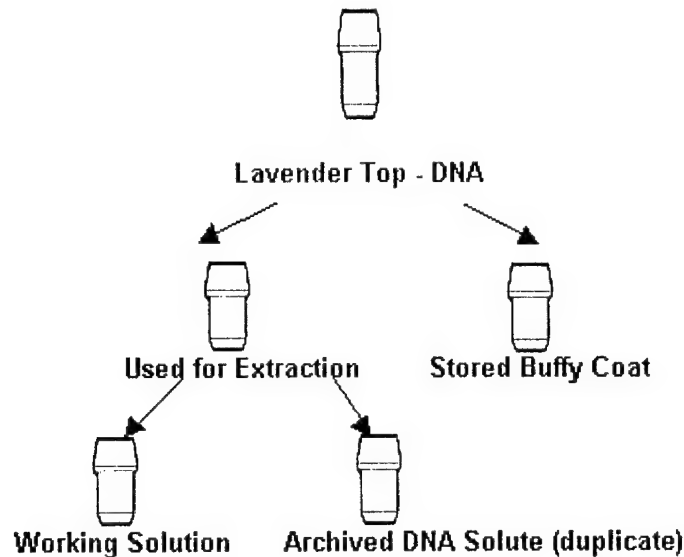 Lavender Top - DNA
Used for Extraction
Stored Buffy Coat
Working Solution
Archived DNA Solute (duplicate)